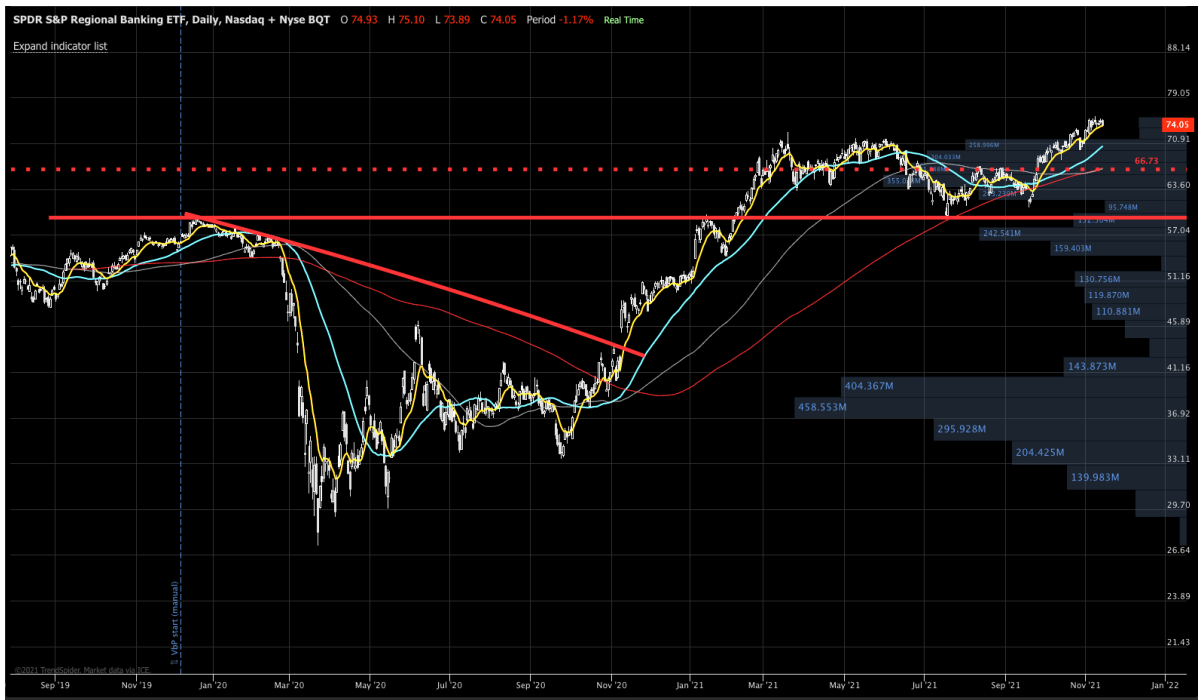 SPDR S&P Regional Banking ETF, Daily, Nasdaq + Nyse BQT O 74.93 H 75.10 L 73.89 C 74.05 Period -1.17% Real Time
Expand indicator list
88.14
79.05
74.05
70.91
258.996M
66.73
63.60
95.748M
242.541M
57.04
159.403M
130.756M
51.16
119.870M
110.881M
45.89
143.873M
41.16
404.367M
458.553M
36.92
295.928M
204.425M
33.11
139.983M
29.70
26.64
23.89
21.43
VbP start (manual)
©2021 TrendSpider. Market data via ICE.
Sep '19 Nov '19 Jan '20 Mar '20 May '20 Jul '20 Sep '20 Nov '20 Jan '21 Mar '21 May '21 Jul '21 Sep '21 Nov '21 Jan '22